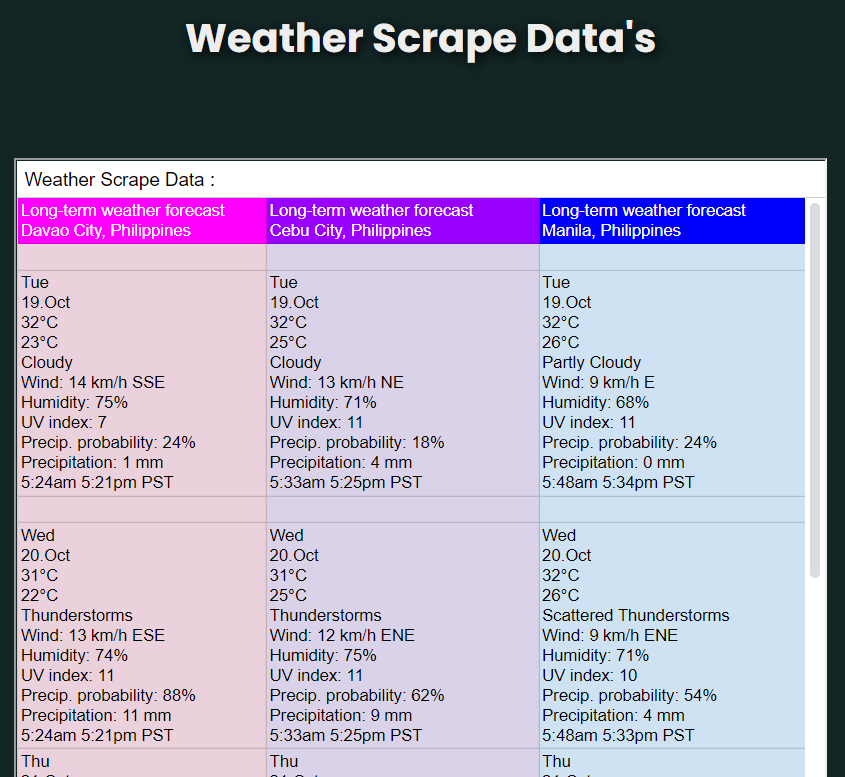 Weather Scrape Data's
Weather Scrape Data :
Long-term weather forecast
Davao City, Philippines
Long-term weather forecast
Cebu City, Philippines
Long-term weather forecast
Manila, Philippines
Tue
19.Oct
32°C
23°C
Cloudy
Wind: 14 km/h SSE
Humidity: 75%
UV index: 7
Precip. probability: 24%
Precipitation: 1 mm
5:24am 5:21pm PST
Tue
19.Oct
32°C
25°C
Cloudy
Wind: 13 km/h NE
Humidity: 71%
UV index: 11
Precip. probability: 18%
Precipitation: 4 mm
5:33am 5:25pm PST
Tue
19.Oct
32°C
26°C
Partly Cloudy
Wind: 9 km/h E
Humidity: 68%
UV index: 11
Precip. probability: 24%
Precipitation: 0 mm
5:48am 5:34pm PST
Wed
20.Oct
31°C
22°C
Thunderstorms
Wind: 13 km/h ESE
Humidity: 74%
UV index: 11
Precip. probability: 88%
Precipitation: 11 mm
5:24am 5:21pm PST
Wed
20.Oct
31°C
25°C
Thunderstorms
Wind: 12 km/h ENE
Humidity: 75%
UV index: 11
Precip. probability: 62%
Precipitation: 9 mm
5:33am 5:25pm PST
Wed
20.Oct
32°C
26°C
Scattered Thunderstorms
Wind: 9 km/h ENE
Humidity: 71%
UV index: 10
Precip. probability: 54%
Precipitation: 4 mm
5:48am 5:33pm PST
Thu
Thu
Thu